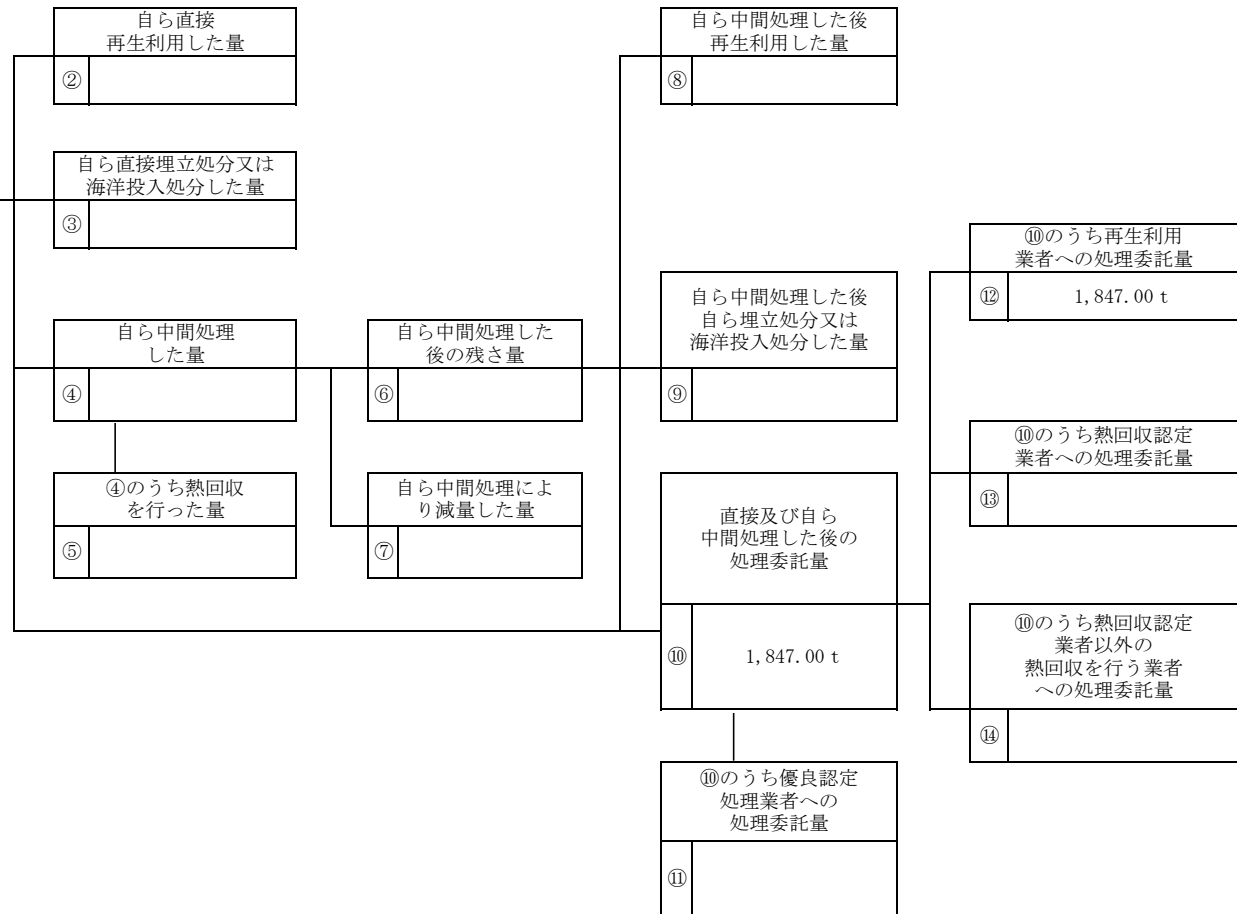 自ら直接
再生利用した量
②
自ら中間処理した後
再生利用した量
⑧
自ら直接埋立処分又は
海洋投入処分した量
③
⑩のうち再生利用
業者への処理委託量
⑫ 1,847.00 t
自ら中間処理
した量
④
自ら中間処理した
後の残さ量
⑥
自ら中間処理した後
自ら埋立処分又は
海洋投入処分した量
⑨
⑩のうち熱回収認定
業者への処理委託量
⑬
④のうち熱回収
を行った量
⑤
自ら中間処理によ
り減量した量
⑦
直接及び自ら
中間処理した後の
処理委託量
⑩ 1,847.00 t
⑩のうち熱回収認定
業者以外の
熱回収を行う業者
への処理委託量
⑭
⑩のうち優良認定
処理業者への
処理委託量
⑪